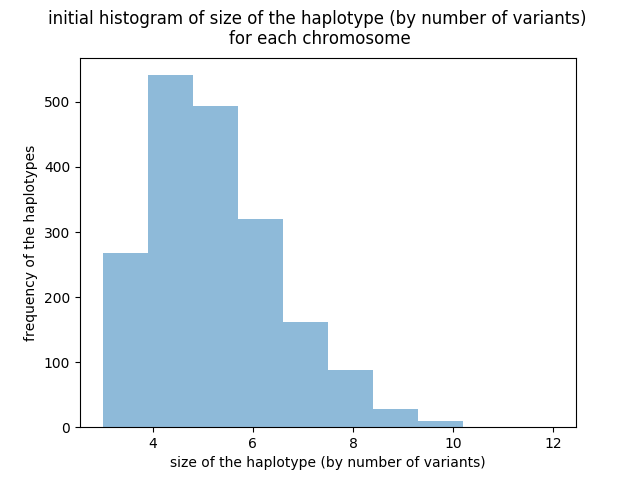 initial histogram of size of the haplotype (by number of variants)
for each chromosome
frequency of the haplotypes
500
400
300
200
100
0
4 6 8 10 12
size of the haplotype (by number of variants)